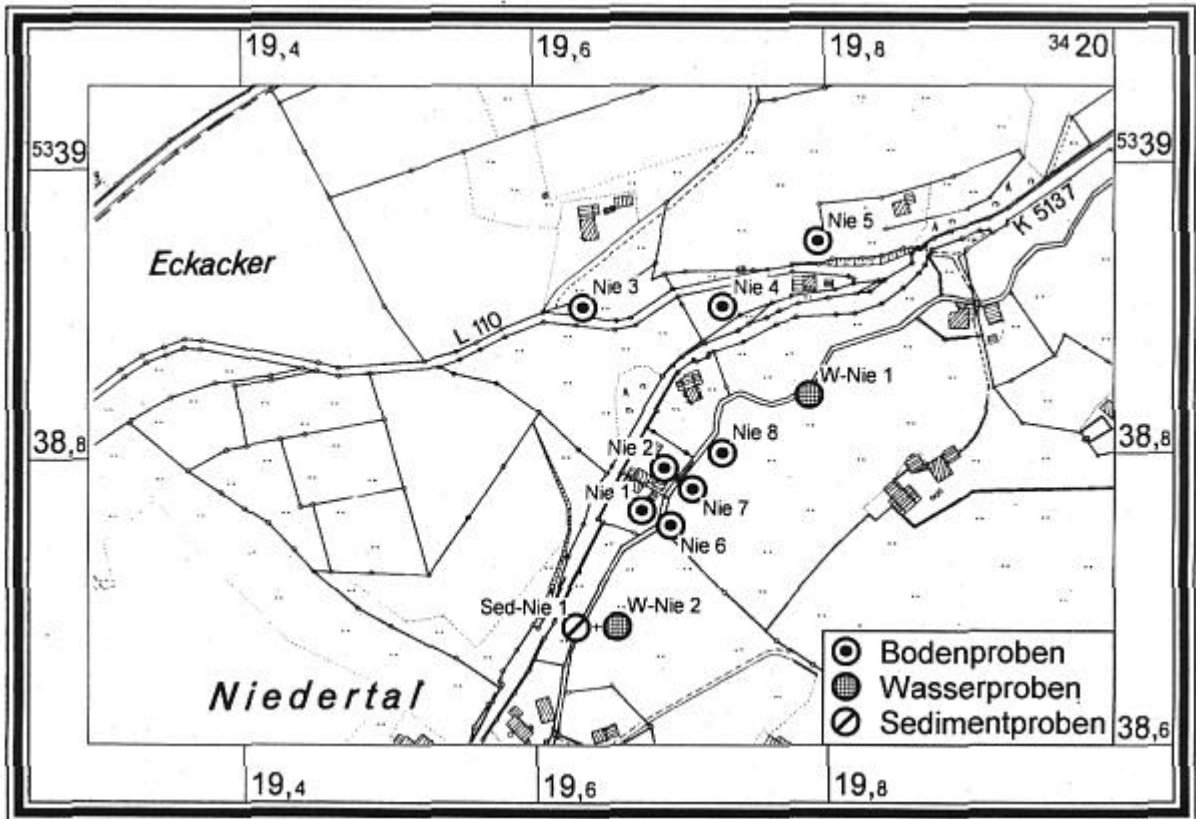 19,4 19,6 19,8 34 20
53 39 53 39
K 5137
Eckacker
Nie 5
Nie 3 Nie 4
L 110
W-Nie 1
38,8 38,8
Nie 8
Nie 2
Nie 1 Nie 7
Nie 6
Sed-Nie 1 + W-Nie 2
Bodenproben
Wasserproben
Sedimentproben
Niedertal
38,6
19,4 19,6 19,8